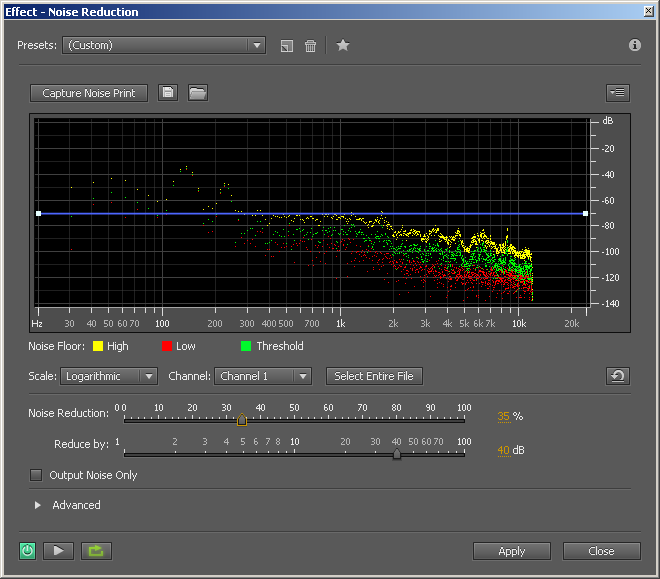 Effect - Noise Reduction
Presets: (Custom)
Capture Noise Print
dB
-20
-40
-60
-80
-100
-120
-140
Hz 30 40 50 60 70 100 200 300 400 500 700 1k 2k 3k 4k 5k 6k 7k 10k 20k
Noise Floor: High Low Threshold
Scale: Logarithmic Channel: Channel 1 Select Entire File
Noise Reduction: 0 0 10 20 30 40 50 60 70 80 90 100 35 %
Reduce by: 1 2 3 4 5 6 7 8 10 20 30 40 50 60 70 100 40 dB
Output Noise Only
Advanced
Apply Close